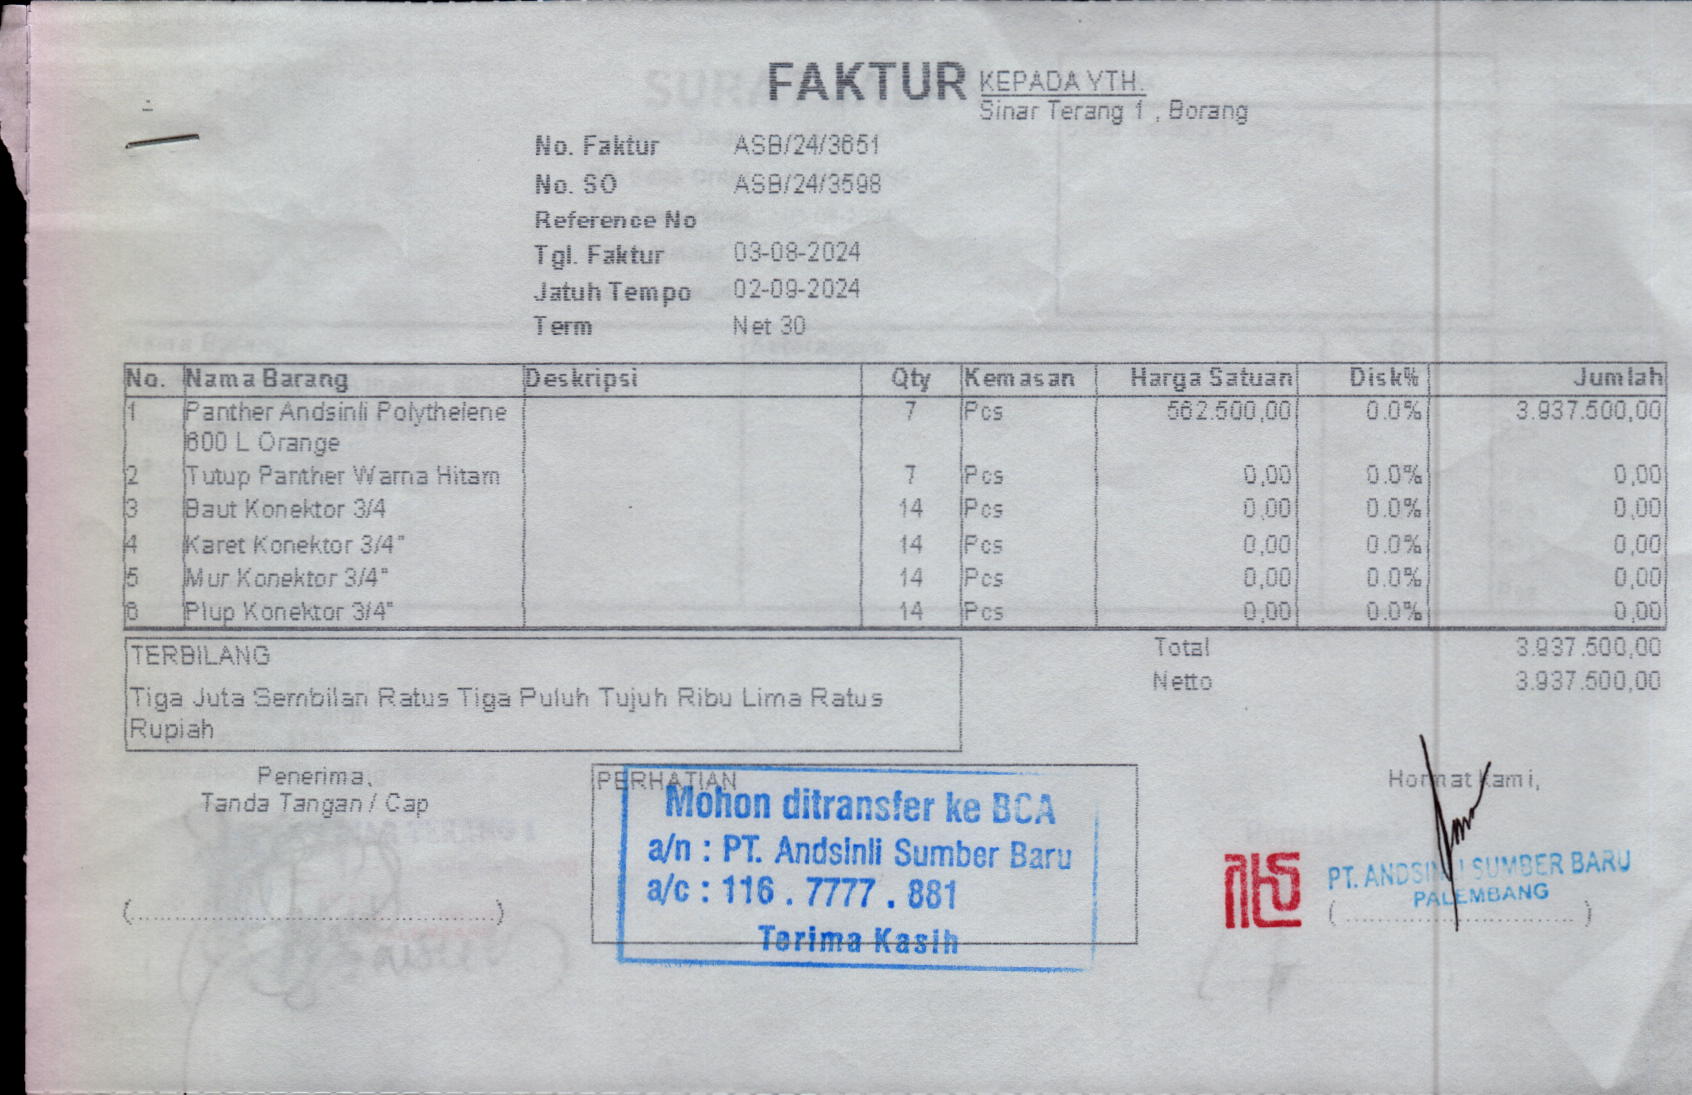 FAKTUR
KEPADA YTH.
Sinar Terang 1 , Borang
No. Faktur ASB/24/3651
No. SO ASB/24/3598
Reference No
Tgl. Faktur 03-08-2024
Jatuh Tempo 02-09-2024
Term Net 30
No. Nama Barang Deskripsi Qty Kemasan Harga Satuan Disk% Jumlah
1 Panther Andsinli Polythelene 7 Pcs 562.500,00 0.0% 3.937.500,00
600 L Orange
2 Tutup Panther Warna Hitam 7 Pcs 0,00 0.0% 0,00
3 Baut Konektor 3/4 14 Pcs 0,00 0.0% 0,00
4 Karet Konektor 3/4" 14 Pcs 0,00 0.0% 0,00
5 Mur Konektor 3/4" 14 Pcs 0,00 0.0% 0,00
6 Plup Konektor 3/4" 14 Pcs 0,00 0.0% 0,00
TERBILANG
Tiga Juta Sembilan Ratus Tiga Puluh Tujuh Ribu Lima Ratus
Rupiah
Total 3.937.500,00
Netto 3.937.500,00
Penerima,
Tanda Tangan / Cap
(..............................)
PERHATIAN
Mohon ditransfer ke BCA
a/n : PT. Andsinli Sumber Baru
a/c : 116 . 7777 . 881
Terima Kasih
Hormat Kami,
PT. ANDSINLI SUMBER BARU
PALEMBANG
(..............................)